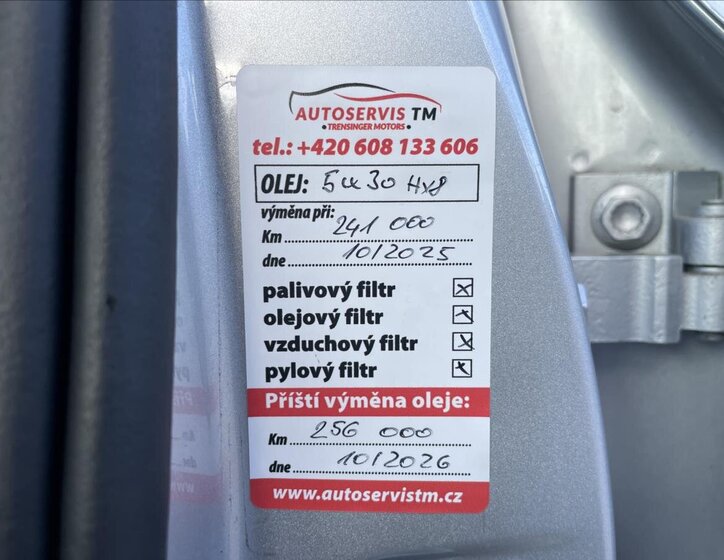 AUTOSERVIS TM
• TRENSINGER MOTORS •
tel.: +420 608 133 606
OLEJ: 5W30 HX8
výměna při:
Km 241 000
dne 10/2025
palivový filtr
olejový filtr
vzduchový filtr
pylový filtr
Příští výměna oleje:
Km 256 000
dne 10/2026
www.autoservistm.cz